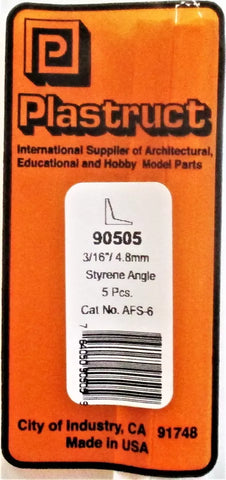 P
Plastruct
International Supplier of Architectural,
Educational and Hobby Model Parts
90505
3/16"/ 4.8mm
Styrene Angle
5 Pcs.
Cat No. AFS-6
City of Industry, CA 91748
Made in USA